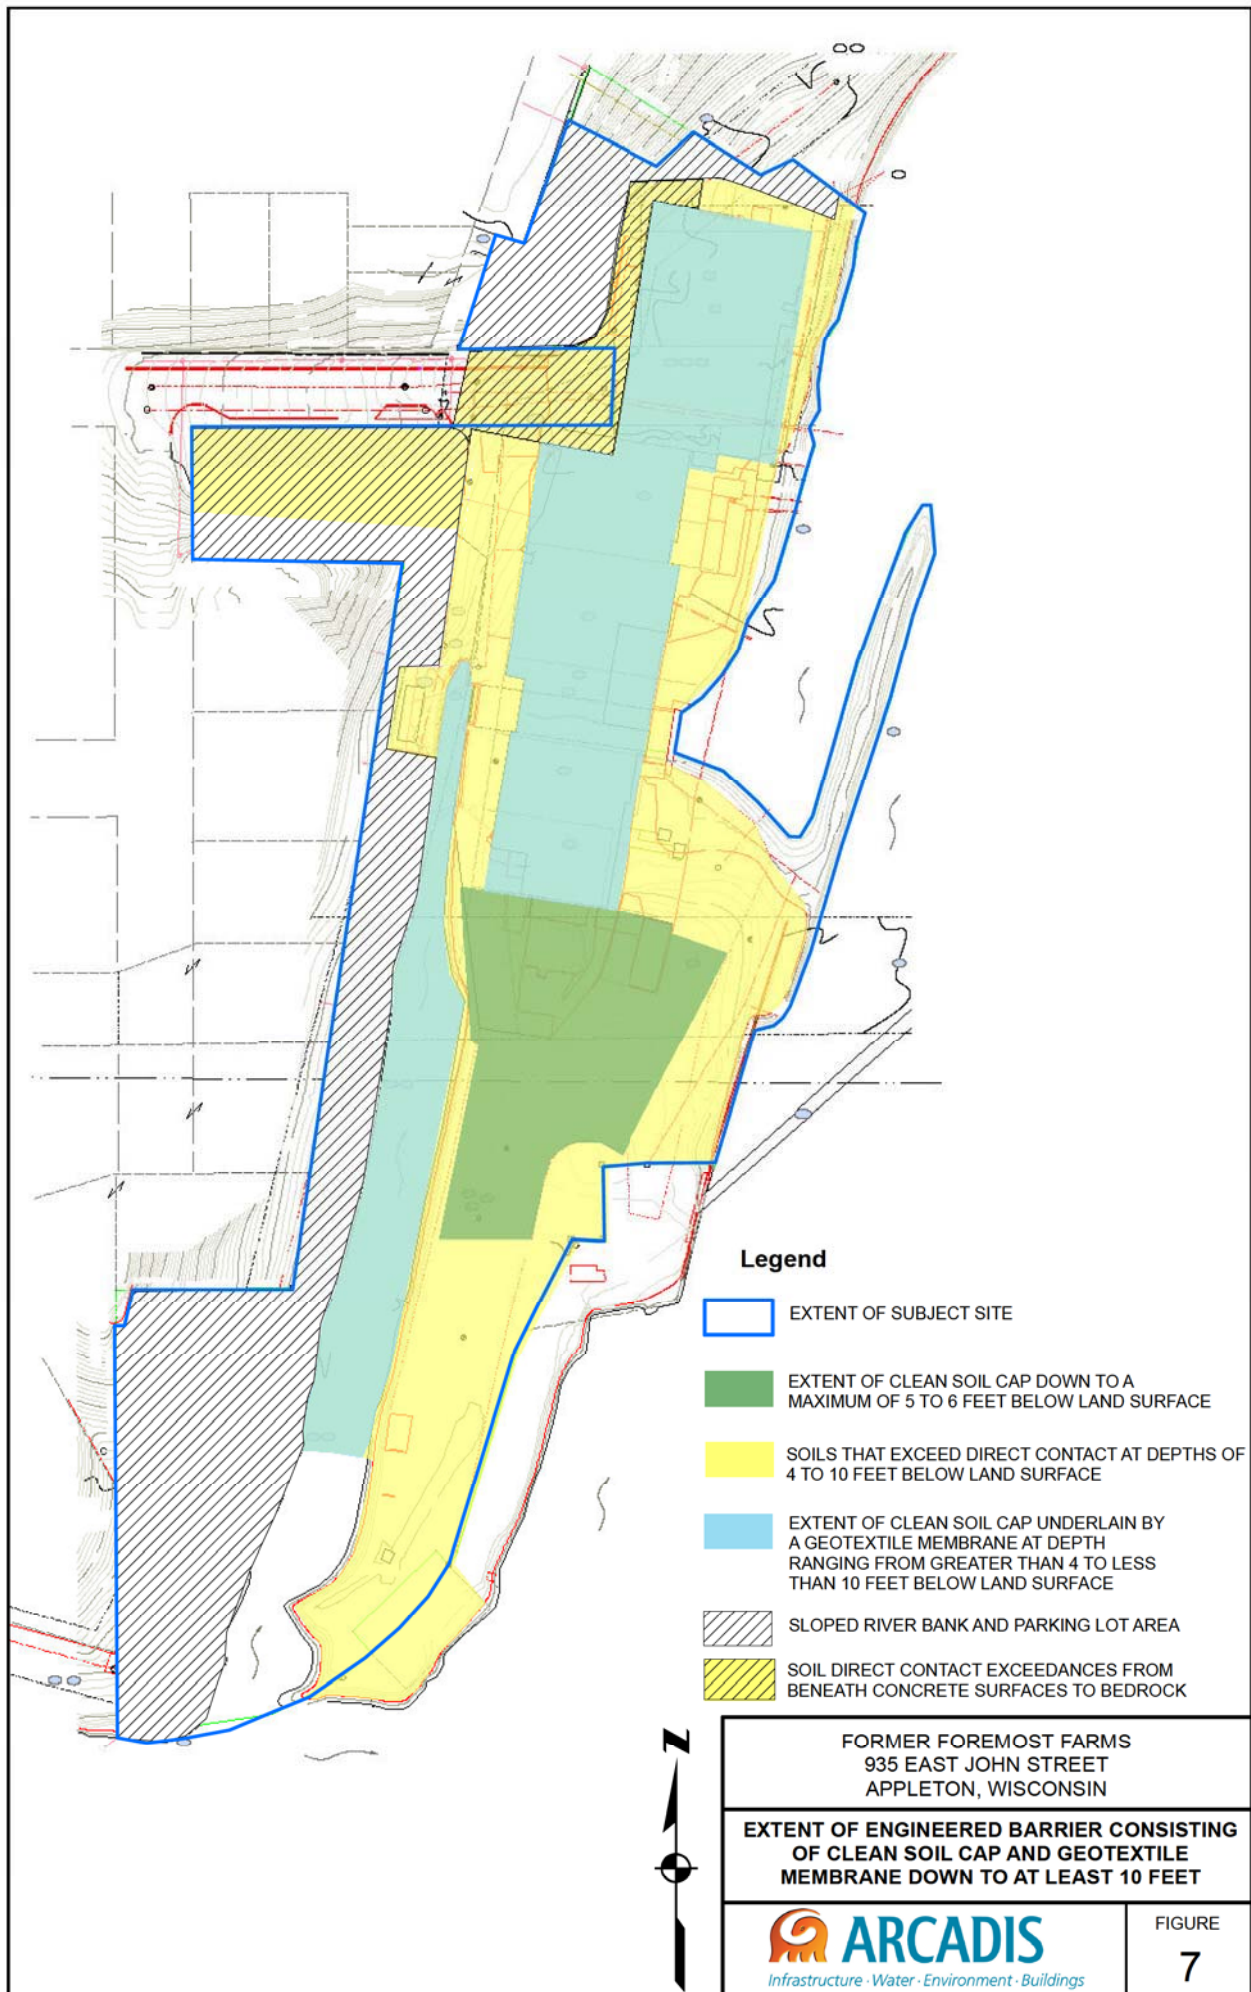 Legend
EXTENT OF SUBJECT SITE
EXTENT OF CLEAN SOIL CAP DOWN TO A
MAXIMUM OF 5 TO 6 FEET BELOW LAND SURFACE
SOILS THAT EXCEED DIRECT CONTACT AT DEPTHS OF
4 TO 10 FEET BELOW LAND SURFACE
EXTENT OF CLEAN SOIL CAP UNDERLAIN BY
A GEOTEXTILE MEMBRANE AT DEPTH
RANGING FROM GREATER THAN 4 TO LESS
THAN 10 FEET BELOW LAND SURFACE
SLOPED RIVER BANK AND PARKING LOT AREA
SOIL DIRECT CONTACT EXCEEDANCES FROM
BENEATH CONCRETE SURFACES TO BEDROCK
Z
FORMER FOREMOST FARMS
935 EAST JOHN STREET
APPLETON, WISCONSIN
EXTENT OF ENGINEERED BARRIER CONSISTING
OF CLEAN SOIL CAP AND GEOTEXTILE
MEMBRANE DOWN TO AT LEAST 10 FEET
ARCADIS
Infrastructure · Water · Environment · Buildings
FIGURE
7